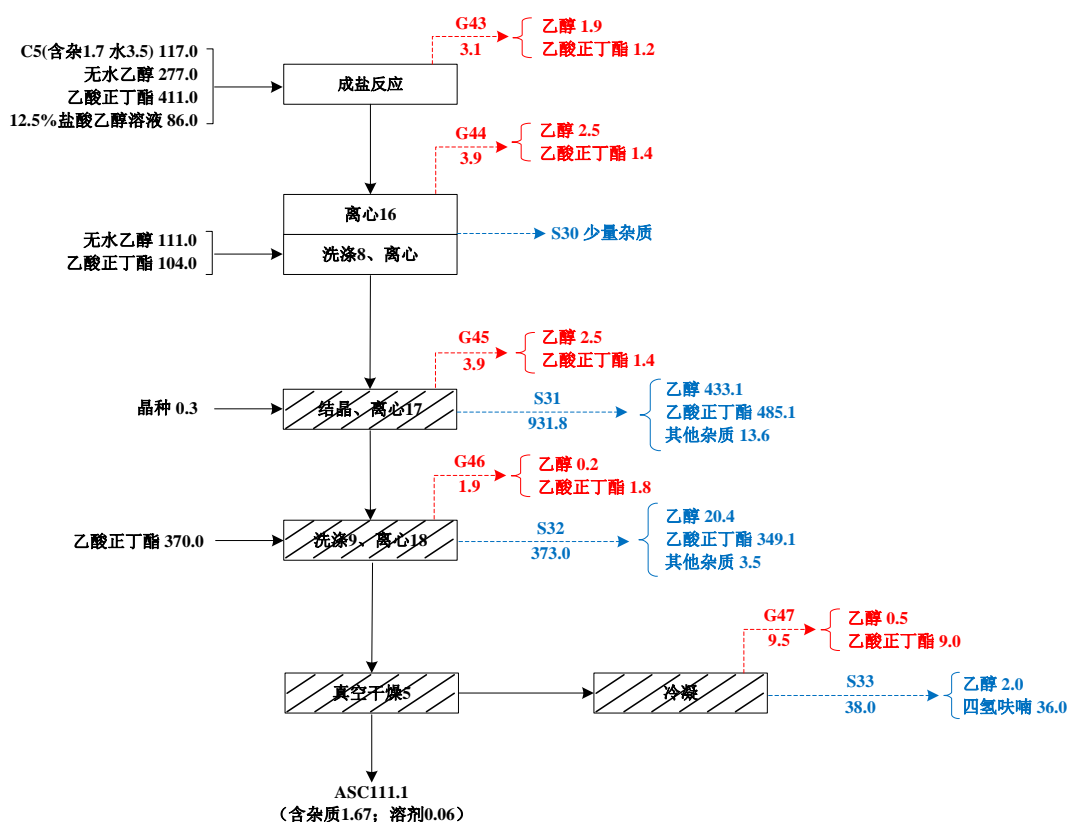 G43
3.1
乙醇 1.9
乙酸正丁酯 1.2
C5(含杂1.7 水3.5) 117.0
无水乙醇 277.0
乙酸正丁酯 411.0
12.5%盐酸乙醇溶液 86.0
成盐反应
G44
3.9
乙醇 2.5
乙酸正丁酯 1.4
离心16
S30 少量杂质
无水乙醇 111.0
乙酸正丁酯 104.0
洗涤8、离心
G45
3.9
乙醇 2.5
乙酸正丁酯 1.4
晶种 0.3
结晶、离心17
S31
931.8
乙醇 433.1
乙酸正丁酯 485.1
其他杂质 13.6
G46
1.9
乙醇 0.2
乙酸正丁酯 1.8
乙酸正丁酯 370.0
洗涤9、离心18
S32
373.0
乙醇 20.4
乙酸正丁酯 349.1
其他杂质 3.5
G47
9.5
乙醇 0.5
乙酸正丁酯 9.0
真空干燥5
冷凝
S33
38.0
乙醇 2.0
四氢呋喃 36.0
ASC111.1
（含杂质1.67；溶剂0.06）